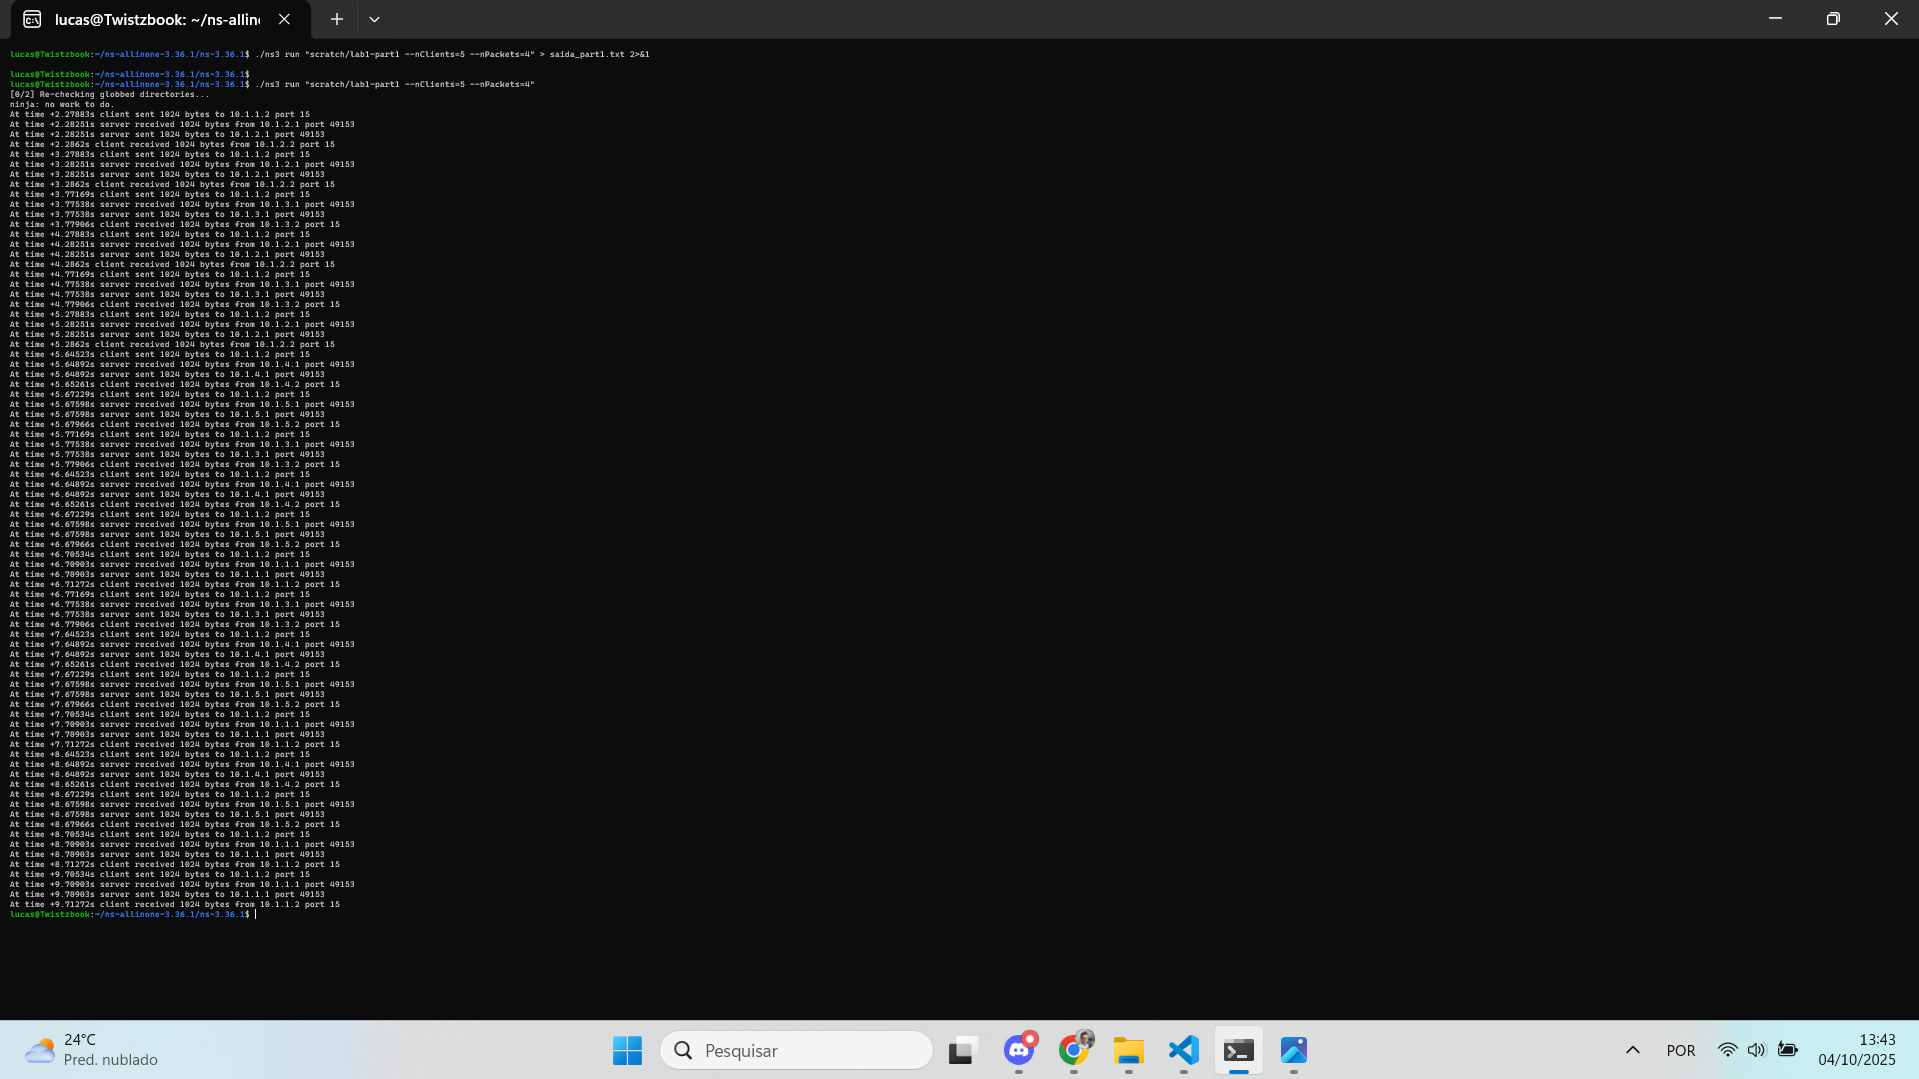 lucas@Twistzbook: ~/ns-allin
lucas@Twistzbook:~/ns-allinone-3.36.1/ns-3.36.1$ ./ns3 run "scratch/lab1-part1 --nClients=5 --nPackets=4" > saida_part1.txt 2>&1
lucas@Twistzbook:~/ns-allinone-3.36.1/ns-3.36.1$
lucas@Twistzbook:~/ns-allinone-3.36.1/ns-3.36.1$ ./ns3 run "scratch/lab1-part1 --nClients=5 --nPackets=4"
[0/2] Re-checking globbed directories...
ninja: no work to do.
At time +2.27883s client sent 1024 bytes to 10.1.1.2 port 15
At time +2.28251s server received 1024 bytes from 10.1.2.1 port 49153
At time +2.28251s server sent 1024 bytes to 10.1.2.1 port 49153
At time +2.2862s client received 1024 bytes from 10.1.2.2 port 15
At time +3.27883s client sent 1024 bytes to 10.1.1.2 port 15
At time +3.28251s server received 1024 bytes from 10.1.2.1 port 49153
At time +3.28251s server sent 1024 bytes to 10.1.2.1 port 49153
At time +3.2862s client received 1024 bytes from 10.1.2.2 port 15
At time +3.77169s client sent 1024 bytes to 10.1.1.2 port 15
At time +3.77538s server received 1024 bytes from 10.1.3.1 port 49153
At time +3.77538s server sent 1024 bytes to 10.1.3.1 port 49153
At time +3.77906s client received 1024 bytes from 10.1.3.2 port 15
At time +4.27883s client sent 1024 bytes to 10.1.1.2 port 15
At time +4.28251s server received 1024 bytes from 10.1.2.1 port 49153
At time +4.28251s server sent 1024 bytes to 10.1.2.1 port 49153
At time +4.2862s client received 1024 bytes from 10.1.2.2 port 15
At time +4.77169s client sent 1024 bytes to 10.1.1.2 port 15
At time +4.77538s server received 1024 bytes from 10.1.3.1 port 49153
At time +4.77538s server sent 1024 bytes to 10.1.3.1 port 49153
At time +4.77906s client received 1024 bytes from 10.1.3.2 port 15
At time +5.27883s client sent 1024 bytes to 10.1.1.2 port 15
At time +5.28251s server received 1024 bytes from 10.1.2.1 port 49153
At time +5.28251s server sent 1024 bytes to 10.1.2.1 port 49153
At time +5.2862s client received 1024 bytes from 10.1.2.2 port 15
At time +5.64523s client sent 1024 bytes to 10.1.1.2 port 15
At time +5.64892s server received 1024 bytes from 10.1.4.1 port 49153
At time +5.64892s server sent 1024 bytes to 10.1.4.1 port 49153
At time +5.65261s client received 1024 bytes from 10.1.4.2 port 15
At time +5.67229s client sent 1024 bytes to 10.1.1.2 port 15
At time +5.67598s server received 1024 bytes from 10.1.5.1 port 49153
At time +5.67598s server sent 1024 bytes to 10.1.5.1 port 49153
At time +5.67966s client received 1024 bytes from 10.1.5.2 port 15
At time +5.77169s client sent 1024 bytes to 10.1.1.2 port 15
At time +5.77538s server received 1024 bytes from 10.1.3.1 port 49153
At time +5.77538s server sent 1024 bytes to 10.1.3.1 port 49153
At time +5.77906s client received 1024 bytes from 10.1.3.2 port 15
At time +6.64523s client sent 1024 bytes to 10.1.1.2 port 15
At time +6.64892s server received 1024 bytes from 10.1.4.1 port 49153
At time +6.64892s server sent 1024 bytes to 10.1.4.1 port 49153
At time +6.65261s client received 1024 bytes from 10.1.4.2 port 15
At time +6.67229s client sent 1024 bytes to 10.1.1.2 port 15
At time +6.67598s server received 1024 bytes from 10.1.5.1 port 49153
At time +6.67598s server sent 1024 bytes to 10.1.5.1 port 49153
At time +6.67966s client received 1024 bytes from 10.1.5.2 port 15
At time +6.70534s client sent 1024 bytes to 10.1.1.2 port 15
At time +6.70903s server received 1024 bytes from 10.1.1.1 port 49153
At time +6.70903s server sent 1024 bytes to 10.1.1.1 port 49153
At time +6.71272s client received 1024 bytes from 10.1.1.2 port 15
At time +6.77169s client sent 1024 bytes to 10.1.1.2 port 15
At time +6.77538s server received 1024 bytes from 10.1.3.1 port 49153
At time +6.77538s server sent 1024 bytes to 10.1.3.1 port 49153
At time +6.77906s client received 1024 bytes from 10.1.3.2 port 15
At time +7.64523s client sent 1024 bytes to 10.1.1.2 port 15
At time +7.64892s server received 1024 bytes from 10.1.4.1 port 49153
At time +7.64892s server sent 1024 bytes to 10.1.4.1 port 49153
At time +7.65261s client received 1024 bytes from 10.1.4.2 port 15
At time +7.67229s client sent 1024 bytes to 10.1.1.2 port 15
At time +7.67598s server received 1024 bytes from 10.1.5.1 port 49153
At time +7.67598s server sent 1024 bytes to 10.1.5.1 port 49153
At time +7.67966s client received 1024 bytes from 10.1.5.2 port 15
At time +7.70534s client sent 1024 bytes to 10.1.1.2 port 15
At time +7.70903s server received 1024 bytes from 10.1.1.1 port 49153
At time +7.70903s server sent 1024 bytes to 10.1.1.1 port 49153
At time +7.71272s client received 1024 bytes from 10.1.1.2 port 15
At time +8.64523s client sent 1024 bytes to 10.1.1.2 port 15
At time +8.64892s server received 1024 bytes from 10.1.4.1 port 49153
At time +8.64892s server sent 1024 bytes to 10.1.4.1 port 49153
At time +8.65261s client received 1024 bytes from 10.1.4.2 port 15
At time +8.67229s client sent 1024 bytes to 10.1.1.2 port 15
At time +8.67598s server received 1024 bytes from 10.1.5.1 port 49153
At time +8.67598s server sent 1024 bytes to 10.1.5.1 port 49153
At time +8.67966s client received 1024 bytes from 10.1.5.2 port 15
At time +8.70534s client sent 1024 bytes to 10.1.1.2 port 15
At time +8.70903s server received 1024 bytes from 10.1.1.1 port 49153
At time +8.70903s server sent 1024 bytes to 10.1.1.1 port 49153
At time +8.71272s client received 1024 bytes from 10.1.1.2 port 15
At time +9.70534s client sent 1024 bytes to 10.1.1.2 port 15
At time +9.70903s server received 1024 bytes from 10.1.1.1 port 49153
At time +9.70903s server sent 1024 bytes to 10.1.1.1 port 49153
At time +9.71272s client received 1024 bytes from 10.1.1.2 port 15
lucas@Twistzbook:~/ns-allinone-3.36.1/ns-3.36.1$
24°C
Pred. nublado
Pesquisar
POR
13:43
04/10/2025